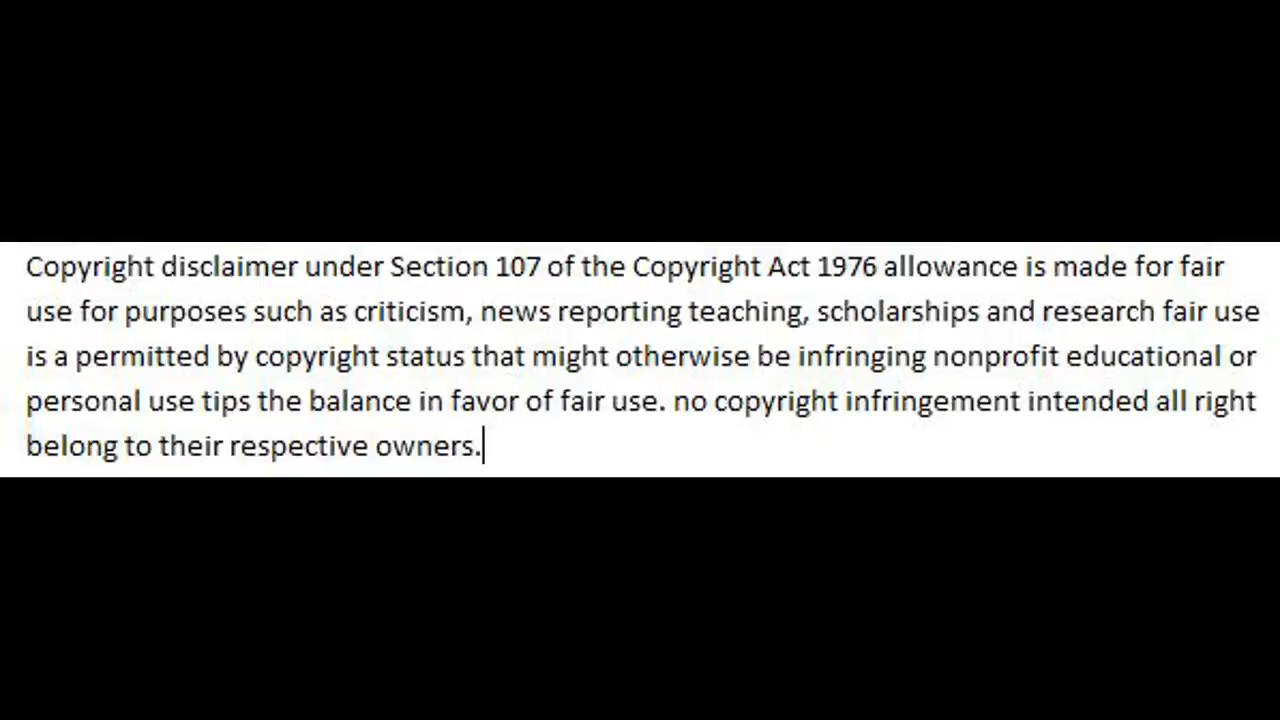 Copyright disclaimer under Section 107 of the Copyright Act 1976 allowance is made for fair
use for purposes such as criticism, news reporting teaching, scholarships and research fair use
is a permitted by copyright status that might otherwise be infringing nonprofit educational or
personal use tips the balance in favor of fair use. no copyright infringement intended all right
belong to their respective owners.